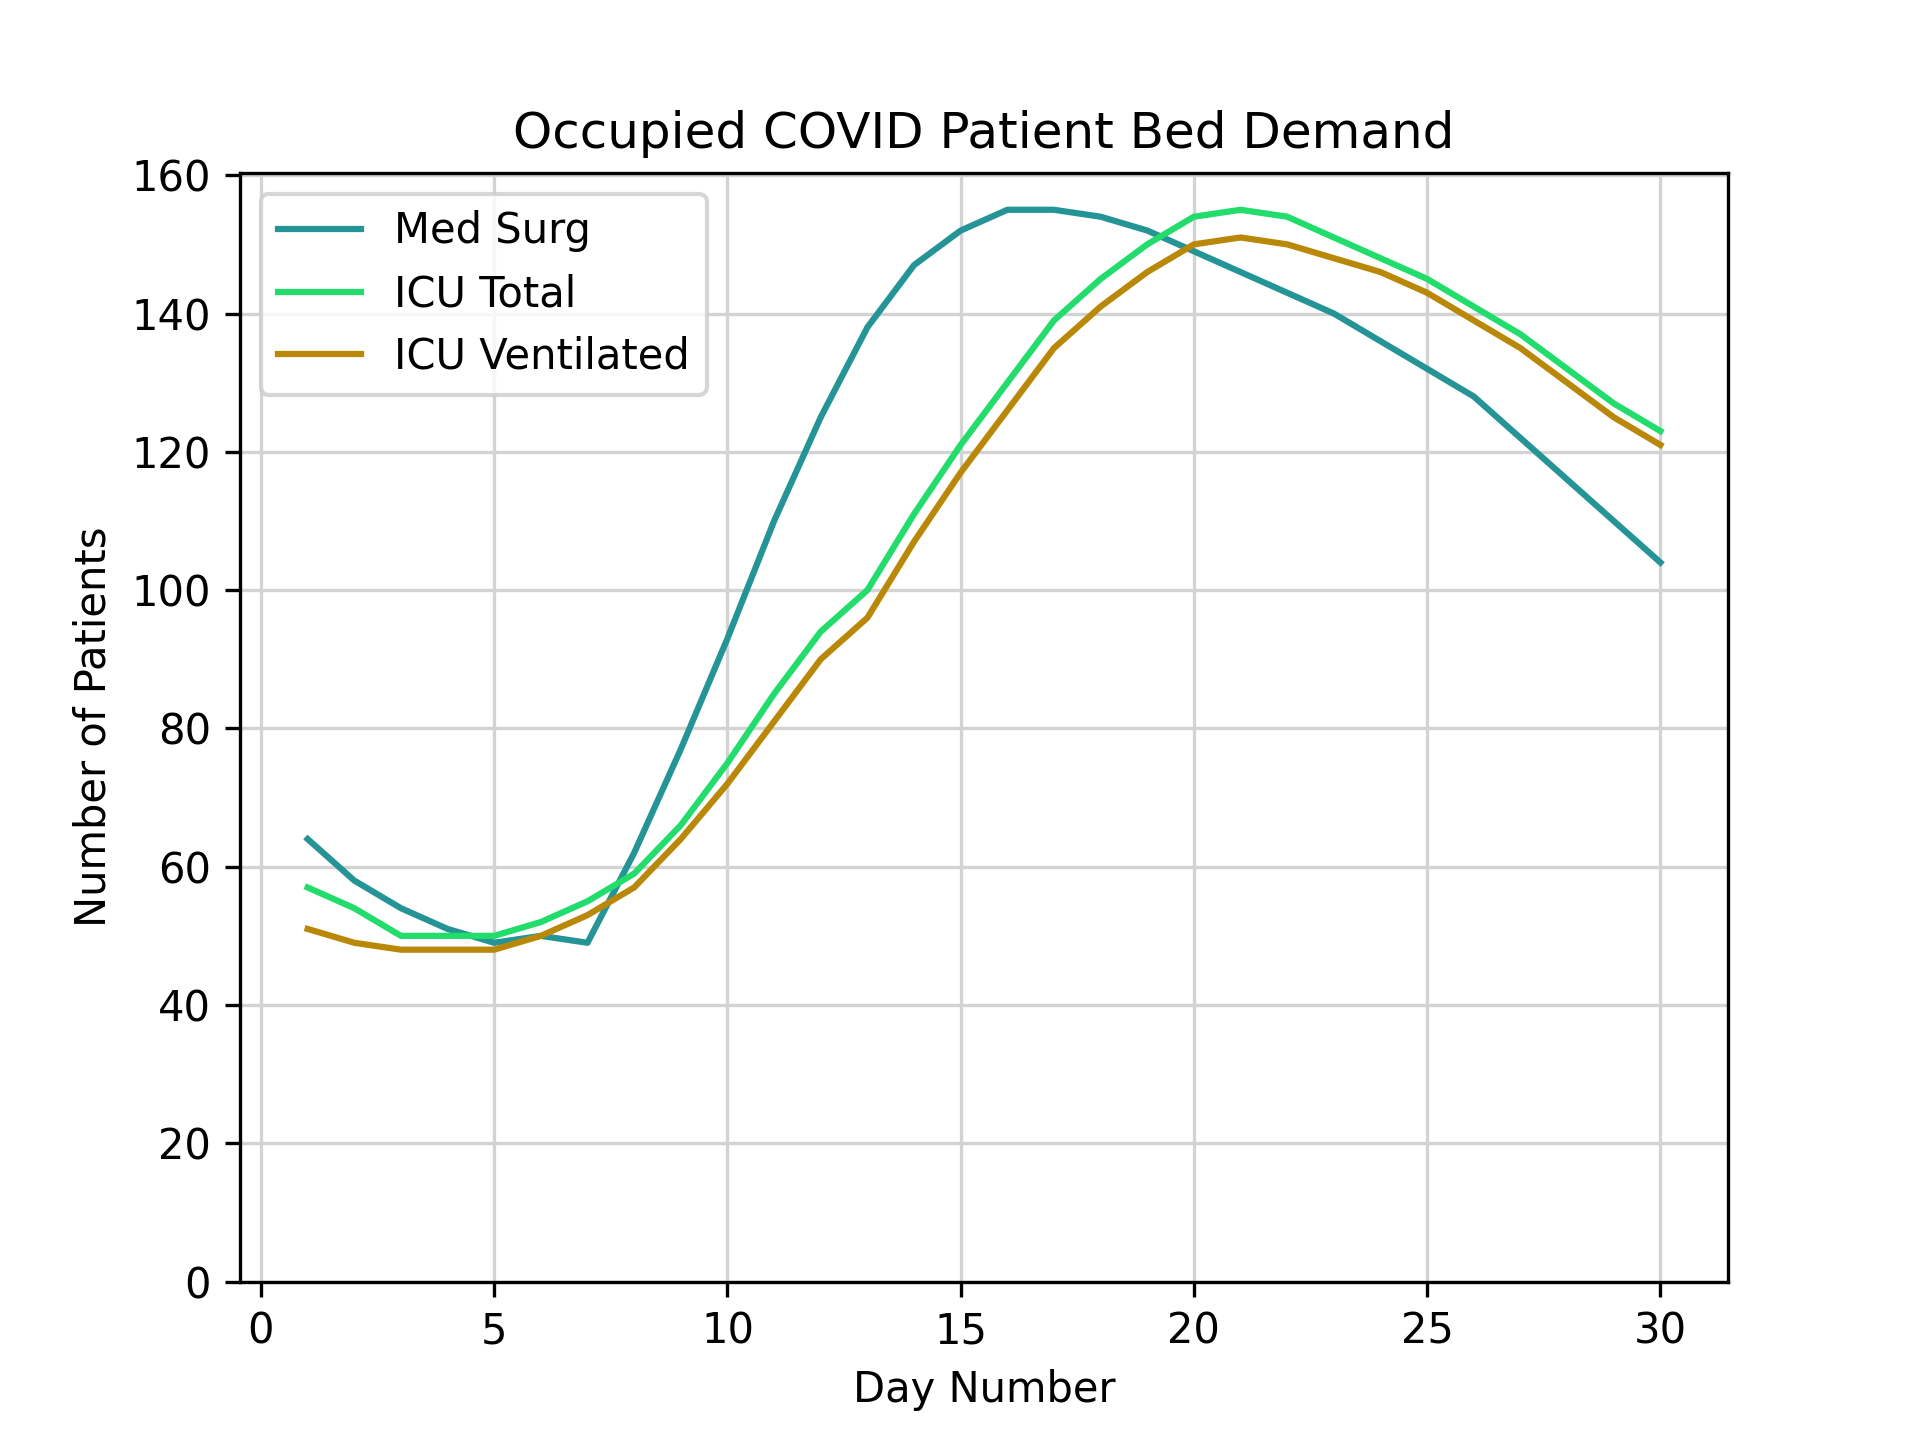 Occupied COVID Patient Bed Demand
Med Surg
ICU Total
ICU Ventilated
Number of Patients
160
140
120
100
80
60
40
20
0
0 5 10 15 20 25 30
Day Number